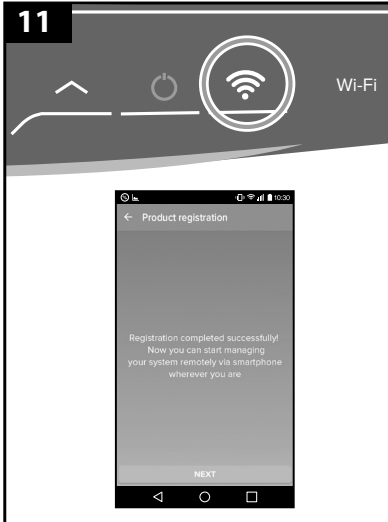 11
Wi-Fi
10:30
Product registration
Registration completed successfully!
Now you can start managing
your system remotely via smartphone
wherever you are
NEXT